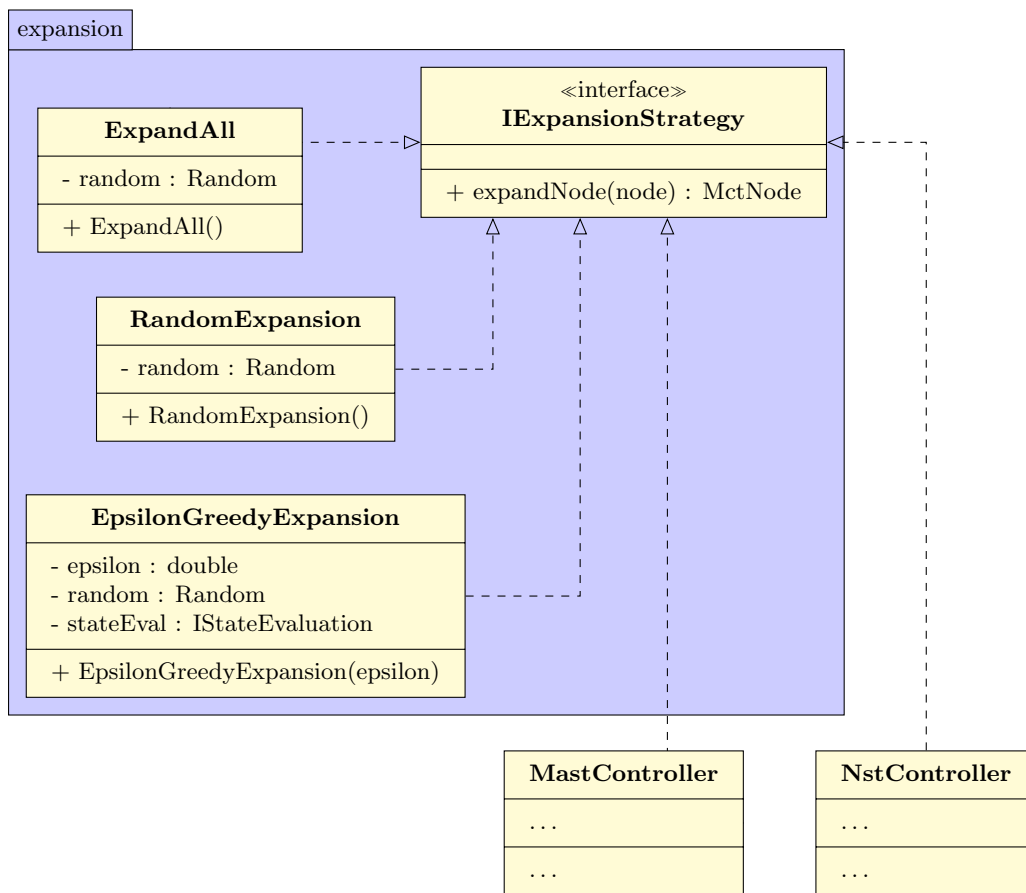 expansion
≪interface≫
IExpansionStrategy
+ expandNode(node) : MctNode
ExpandAll
- random : Random
+ ExpandAll()
RandomExpansion
- random : Random
+ RandomExpansion()
EpsilonGreedyExpansion
- epsilon : double
- random : Random
- stateEval : IStateEvaluation
+ EpsilonGreedyExpansion(epsilon)
MastController
...
...
NstController
...
...